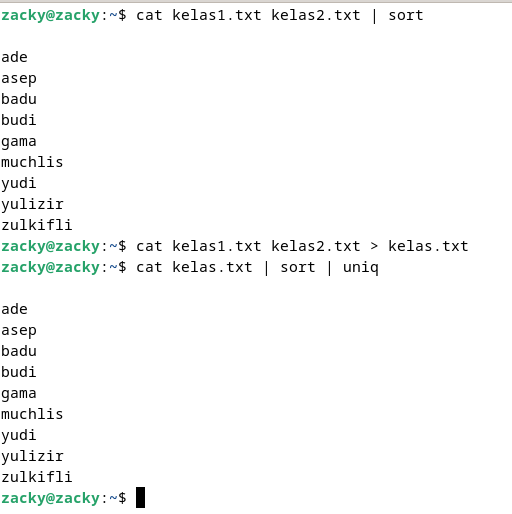 zacky@zacky:~$ cat kelas1.txt kelas2.txt | sort

ade
asep
badu
budi
gama
muchlis
yudi
yulizir
zulkifli
zacky@zacky:~$ cat kelas1.txt kelas2.txt > kelas.txt
zacky@zacky:~$ cat kelas.txt | sort | uniq

ade
asep
badu
budi
gama
muchlis
yudi
yulizir
zulkifli
zacky@zacky:~$